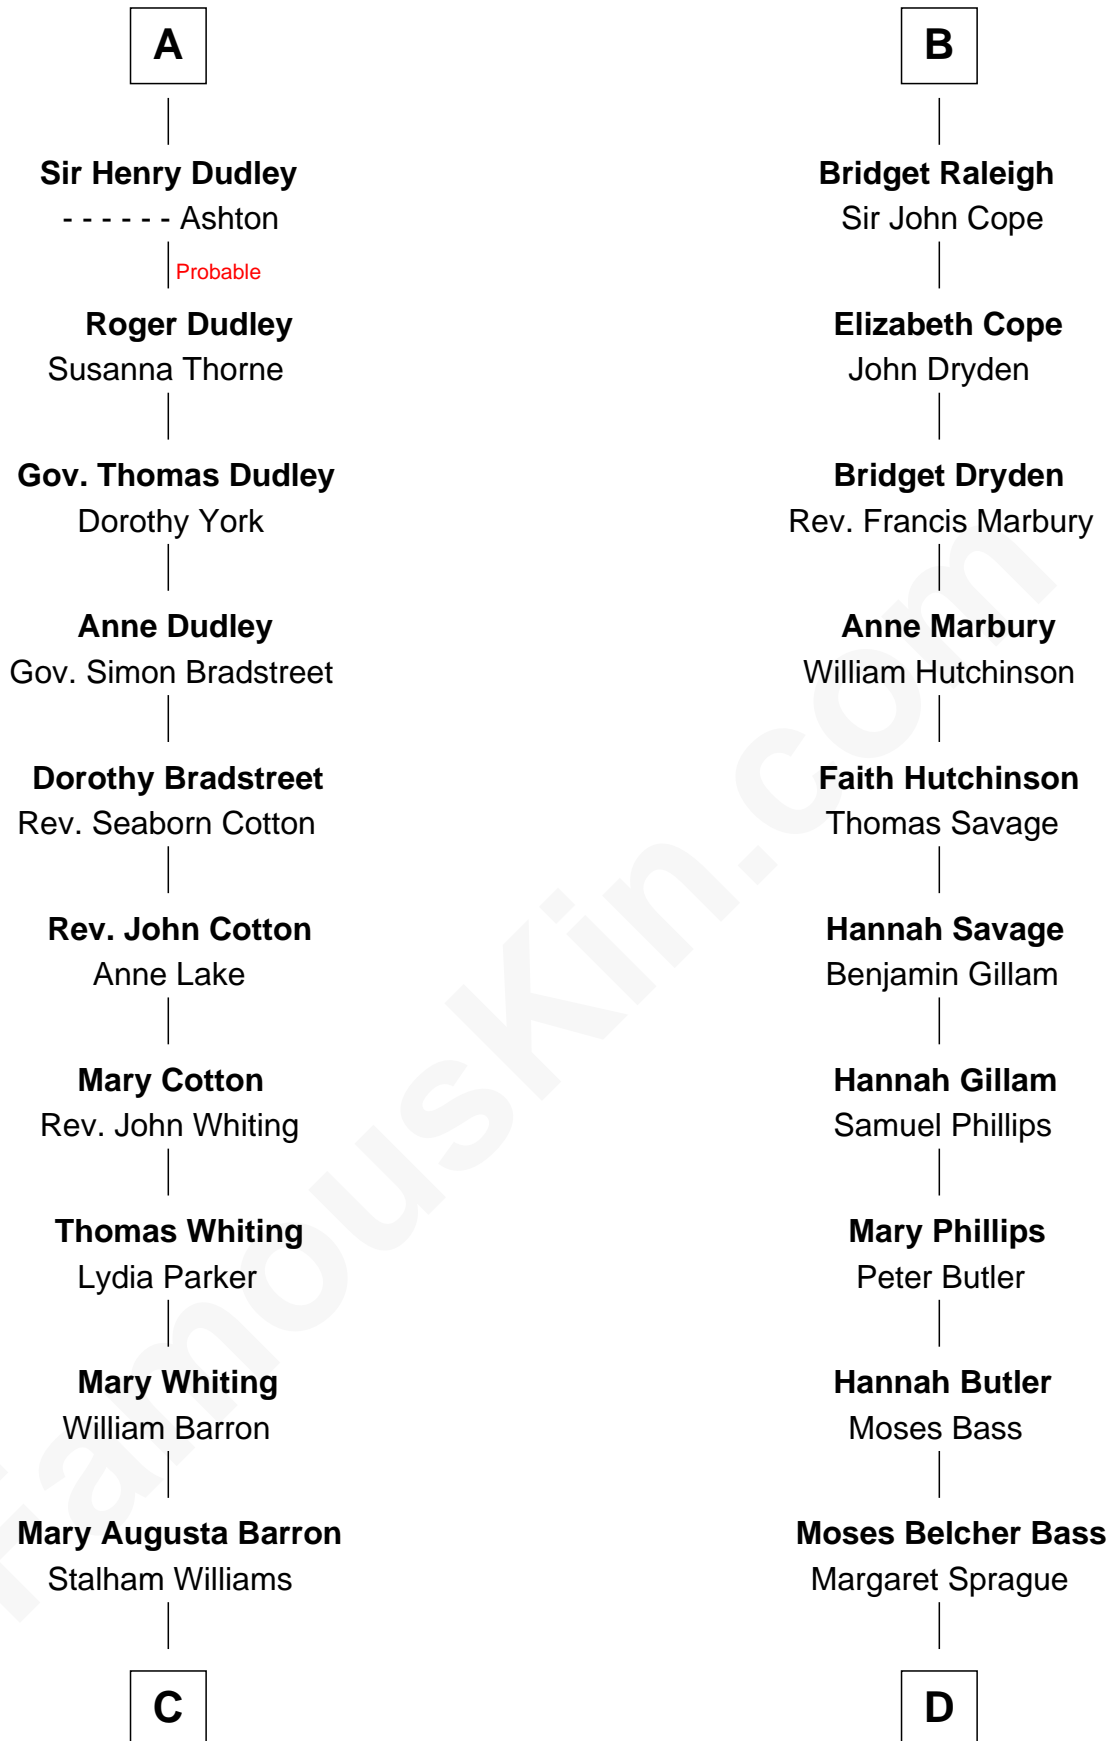 A
Sir Henry Dudley
- - - - - - Ashton
Probable
Roger Dudley
Susanna Thorne
Gov. Thomas Dudley
Dorothy York
Anne Dudley
Gov. Simon Bradstreet
Dorothy Bradstreet
Rev. Seaborn Cotton
Rev. John Cotton
Anne Lake
Mary Cotton
Rev. John Whiting
Thomas Whiting
Lydia Parker
Mary Whiting
William Barron
Mary Augusta Barron
Stalham Williams
C
B
Bridget Raleigh
Sir John Cope
Elizabeth Cope
John Dryden
Bridget Dryden
Rev. Francis Marbury
Anne Marbury
William Hutchinson
Faith Hutchinson
Thomas Savage
Hannah Savage
Benjamin Gillam
Hannah Gillam
Samuel Phillips
Mary Phillips
Peter Butler
Hannah Butler
Moses Bass
Moses Belcher Bass
Margaret Sprague
D
FamousKin.com